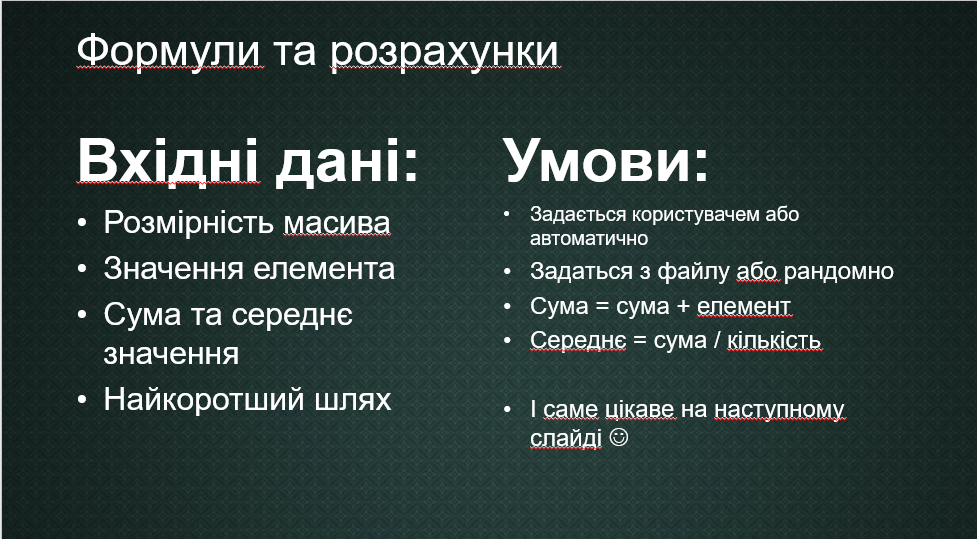 Формули та розрахунки
Вхідні дані:
• Розмірність масива
• Значення елемента
• Сума та середнє
значення
• Найкоротший шлях
Умови:
• Задається користувачем або
автоматично
• Задаться з файлу або рандомно
• Сума = сума + елемент
• Середнє = сума / кількість
• І саме цікаве на наступному
слайді ☺